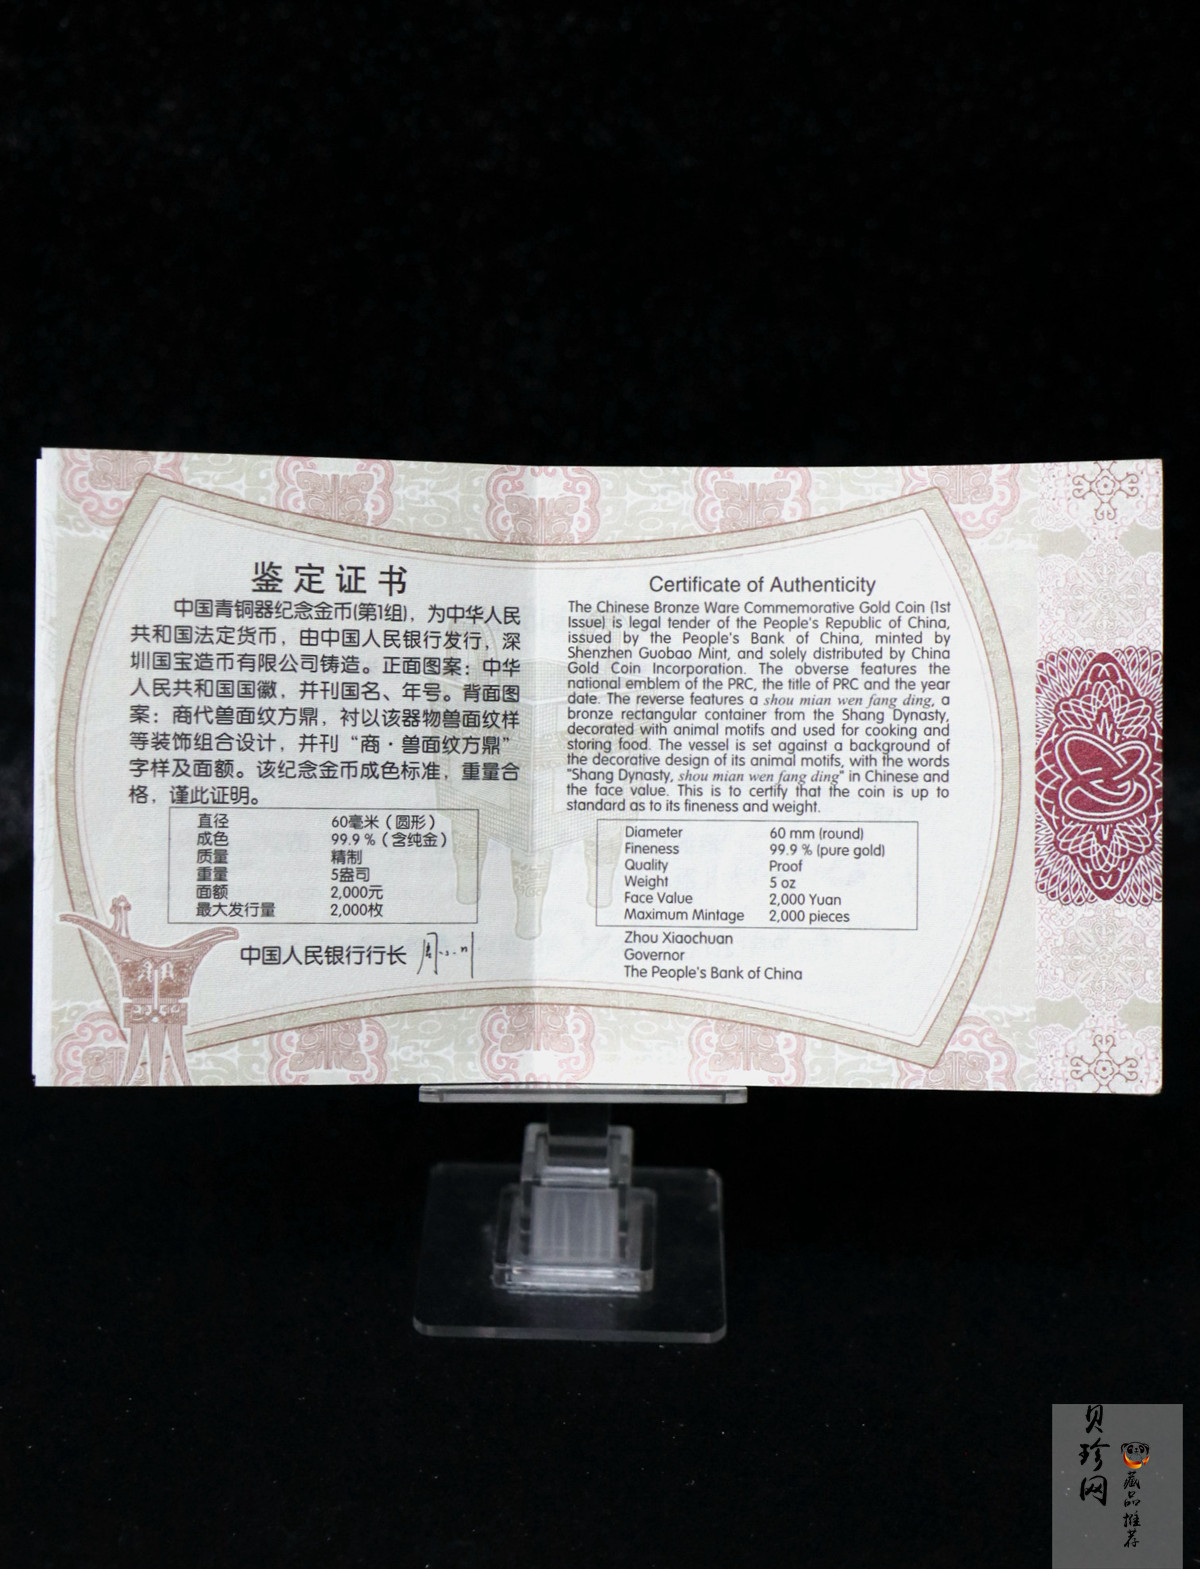 鉴定证书
中国青铜器纪念金币(第1组)，为中华人民
共和国法定货币，由中国人民银行发行，深
圳国宝造币有限公司铸造。正面图案：中华
人民共和国国徽，并刊国名、年号。背面图
案：商代兽面纹方鼎，衬以该器物兽面纹样
等装饰组合设计，并刊“商·兽面纹方鼎”
字样及面额。该纪念金币成色标准，重量合
格，谨此证明。
直径 60毫米（圆形）
成色 99.9％（含纯金）
质量 精制
重量 5盎司
面额 2,000元
最大发行量 2,000枚
中国人民银行行长
Certificate of Authenticity
The Chinese Bronze Ware Commemorative Gold Coin (1st
Issue) is legal tender of the People's Republic of China,
issued by the People's Bank of China, minted by
Shenzhen Guobao Mint, and solely distributed by China
Gold Coin Incorporation. The obverse features the
national emblem of the PRC, the title of PRC and the year
date. The reverse features a shou mian wen fang ding, a
bronze rectangular container from the Shang Dynasty,
decorated with animal motifs and used for cooking and
storing food. The vessel is set against a background of
the decorative design of its animal motifs, with the words
"Shang Dynasty, shou mian wen fang ding" in Chinese and
the face value. This is to certify that the coin is up to
standard as to its fineness and weight.
Diameter 60 mm (round)
Fineness 99.9 % (pure gold)
Quality Proof
Weight 5 oz
Face Value 2,000 Yuan
Maximum Mintage 2,000 pieces
Zhou Xiaochuan
Governor
The People's Bank of China
贝珍网
藏品推荐